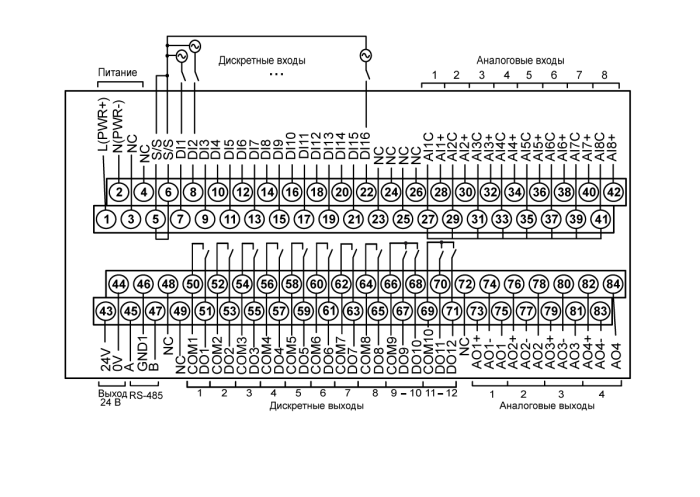 Дискретные входы
...
Аналоговые входы
Питание
1 2 3 4 5 6 7 8
L(PWR+) N(PWR-) NC NC S/S S/S DI1 DI2 DI3 DI4 DI5 DI6 DI7 DI8 DI9 DI10 DI11 DI12 DI13 DI14 DI15 DI16 NC NC NC NC AI1C AI1+ AI2C AI2+ AI3C AI3+ AI4C AI4+ AI5C AI5+ AI6C AI6+ AI7C AI7+ AI8C AI8+
2 4 6 8 10 12 14 16 18 20 22 24 26 28 30 32 34 36 38 40 42
1 3 5 7 9 11 13 15 17 19 21 23 25 27 29 31 33 35 37 39 41
44 46 48 50 52 54 56 58 60 62 64 66 68 70 72 74 76 78 80 82 84
43 45 47 49 51 53 55 57 59 61 63 65 67 69 71 73 75 77 79 81 83
24V 0V A GND1 B NC NC COM1 DO1 COM2 DO2 COM3 DO3 COM4 DO4 COM5 DO5 COM6 DO6 COM7 DO7 COM8 DO8 COM9 DO9 DO10 COM10 DO11 DO12 NC AO1+ AO1- AO1 AO2+ AO2- AO2 AO3+ AO3- AO3 AO4+ AO4- AO4
Выход RS-485 1 2 3 4 5 6 7 8 9 – 10 11 – 12 1 2 3 4
24 В
Дискретные выходы Аналоговые выходы